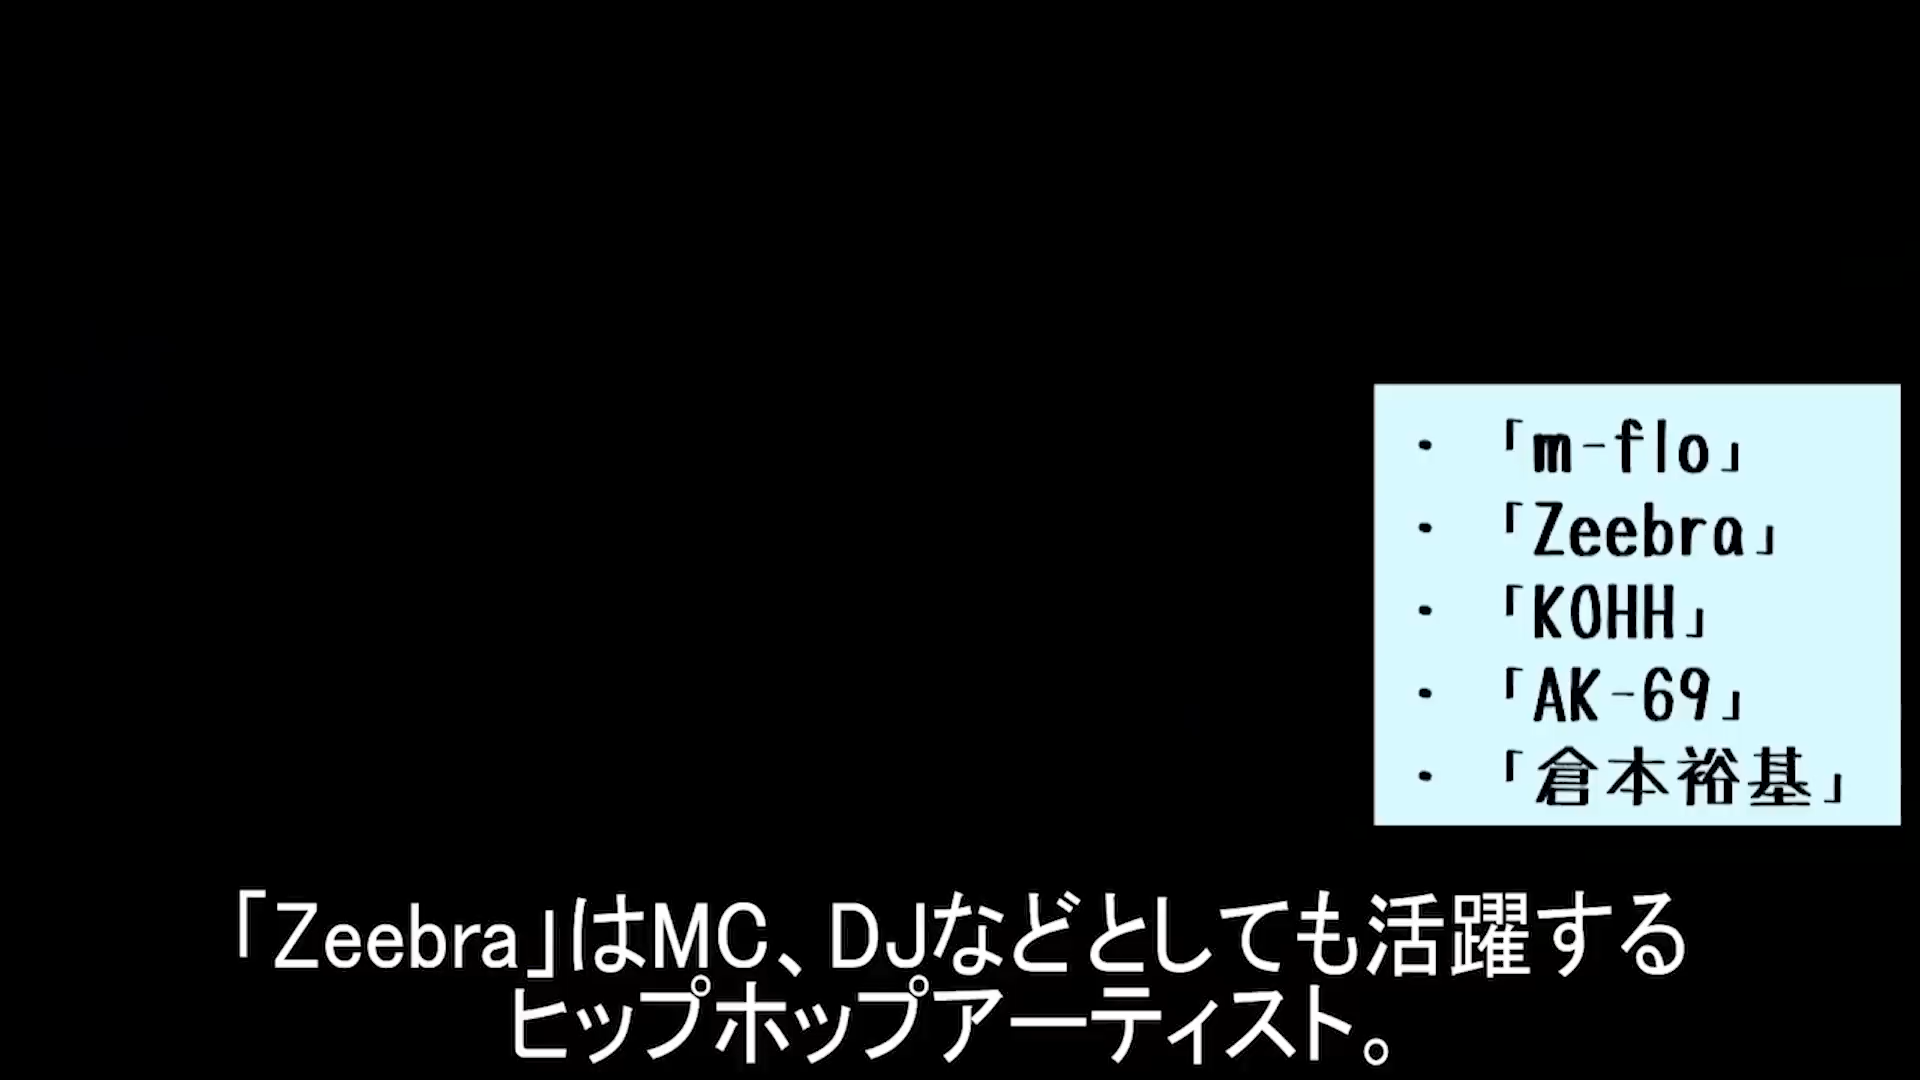 ・「m-flo」
・「Zeebra」
・「KOHH」
・「AK-69」
・「倉本裕基」
「Zeebra」はMC、DJなどとしても活躍する
ヒップホップアーティスト。